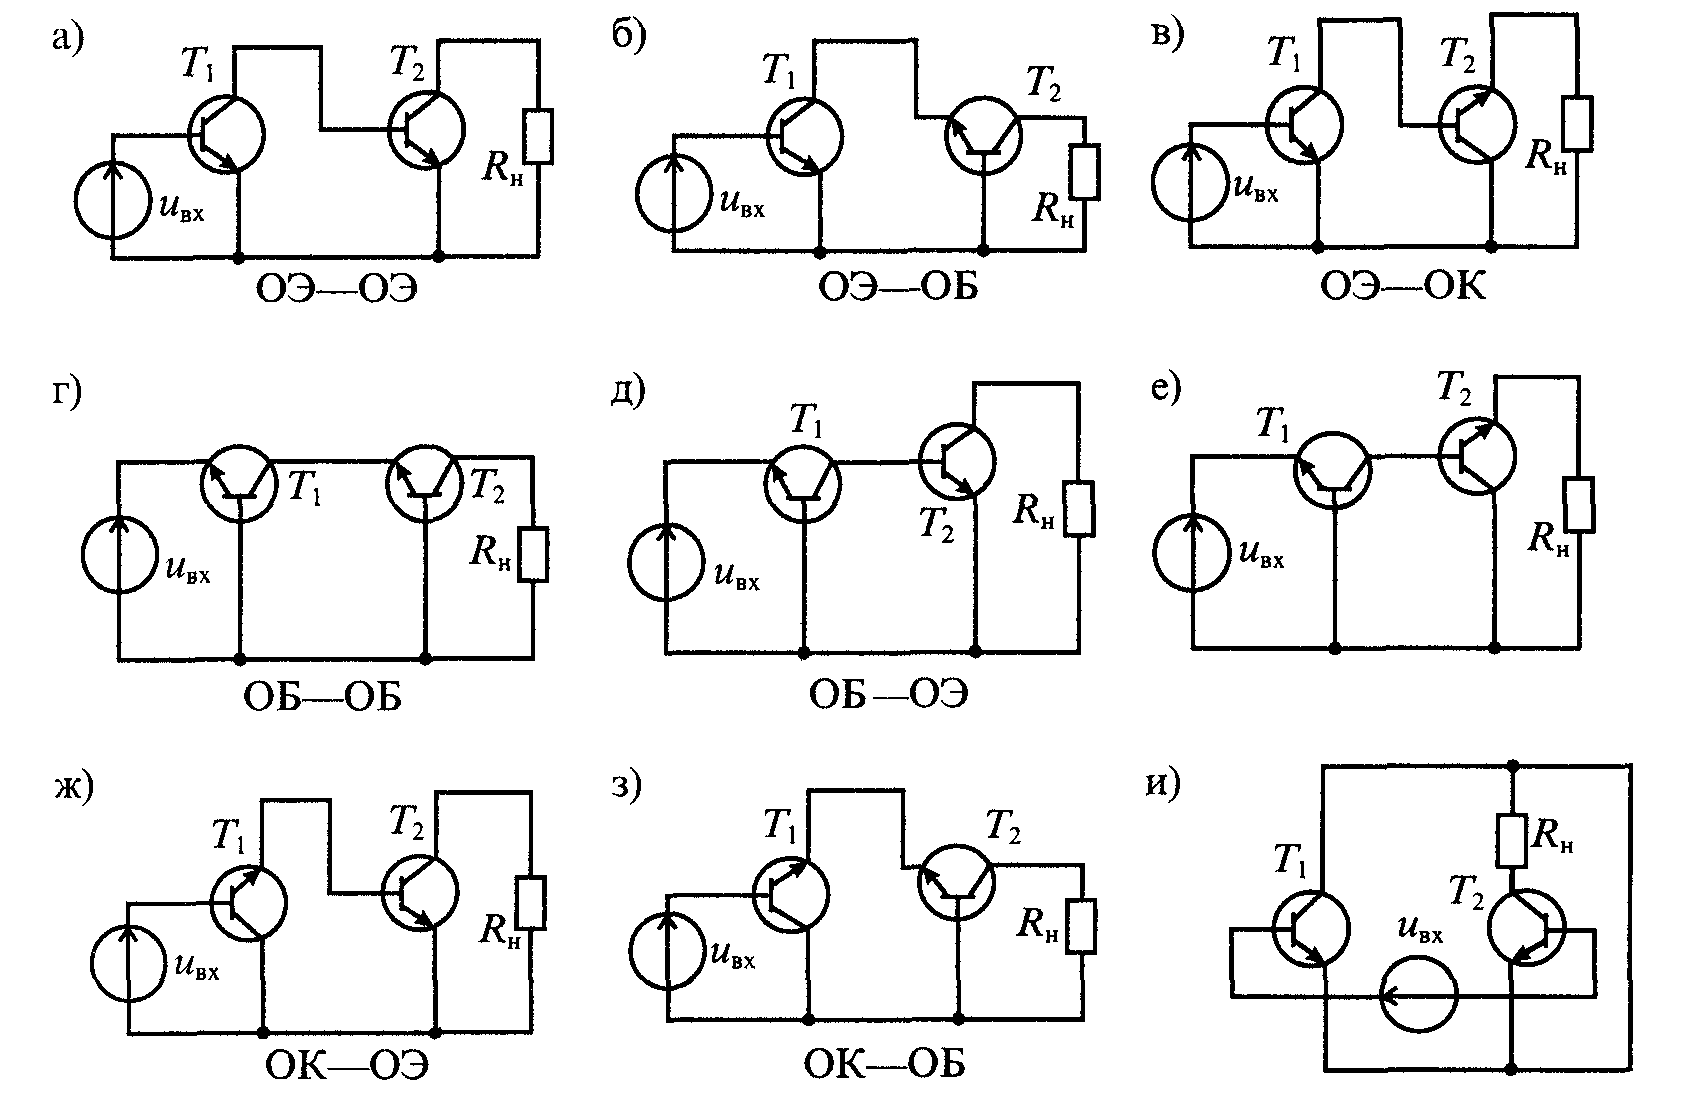 а) T1 T2 Rн uвх
ОЭ—ОЭ
б) T1 T2 Rн uвх
ОЭ—ОБ
в) T1 T2 Rн uвх
ОЭ—ОК
г) T1 T2 Rн uвх
ОБ—ОБ
д) T1 T2 Rн uвх
ОБ—ОЭ
е) T1 T2 Rн uвх
ж) T1 T2 Rн uвх
ОК—ОЭ
з) T1 T2 Rн uвх
ОК—ОБ
и) T1 Rн T2 uвх